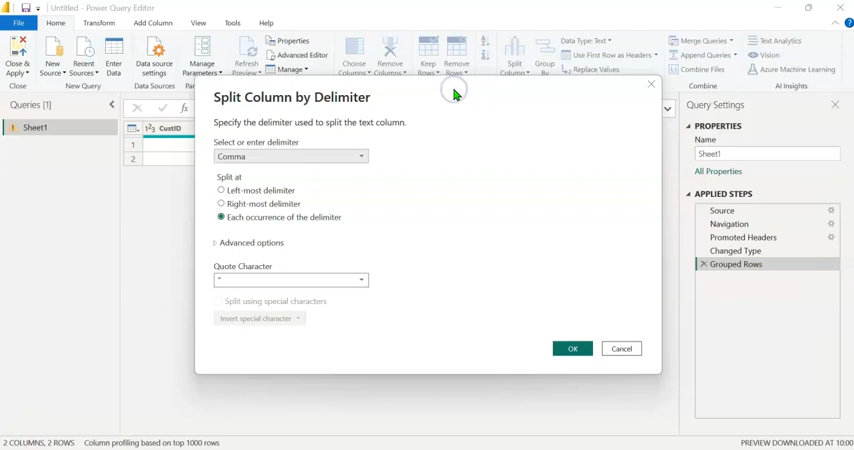 Untitled - Power Query Editor
File Home Transform Add Column View Tools Help
Close & Apply
New Source
Recent Sources
Enter Data
Data source settings
Manage Parameters
Refresh Preview
Properties
Advanced Editor
Manage
Choose Columns
Remove Columns
Keep Rows
Remove Rows
Split Column
Group By
Data Type: Text
Use First Row as Headers
Replace Values
Merge Queries
Append Queries
Combine Files
Text Analytics
Vision
Azure Machine Learning
Close New Query Data Sources Par Combine AI Insights
Queries [1]
Sheet1
fx
1²3 CustID
1
2
Split Column by Delimiter
Specify the delimiter used to split the text column.
Select or enter delimiter
Comma
Split at
Left-most delimiter
Right-most delimiter
Each occurrence of the delimiter
Advanced options
Quote Character
"
Split using special characters
Insert special character
OK Cancel
Query Settings
PROPERTIES
Name
Sheet1
All Properties
APPLIED STEPS
Source
Navigation
Promoted Headers
Changed Type
Grouped Rows
2 COLUMNS, 2 ROWS Column profiling based on top 1000 rows PREVIEW DOWNLOADED AT 10:00